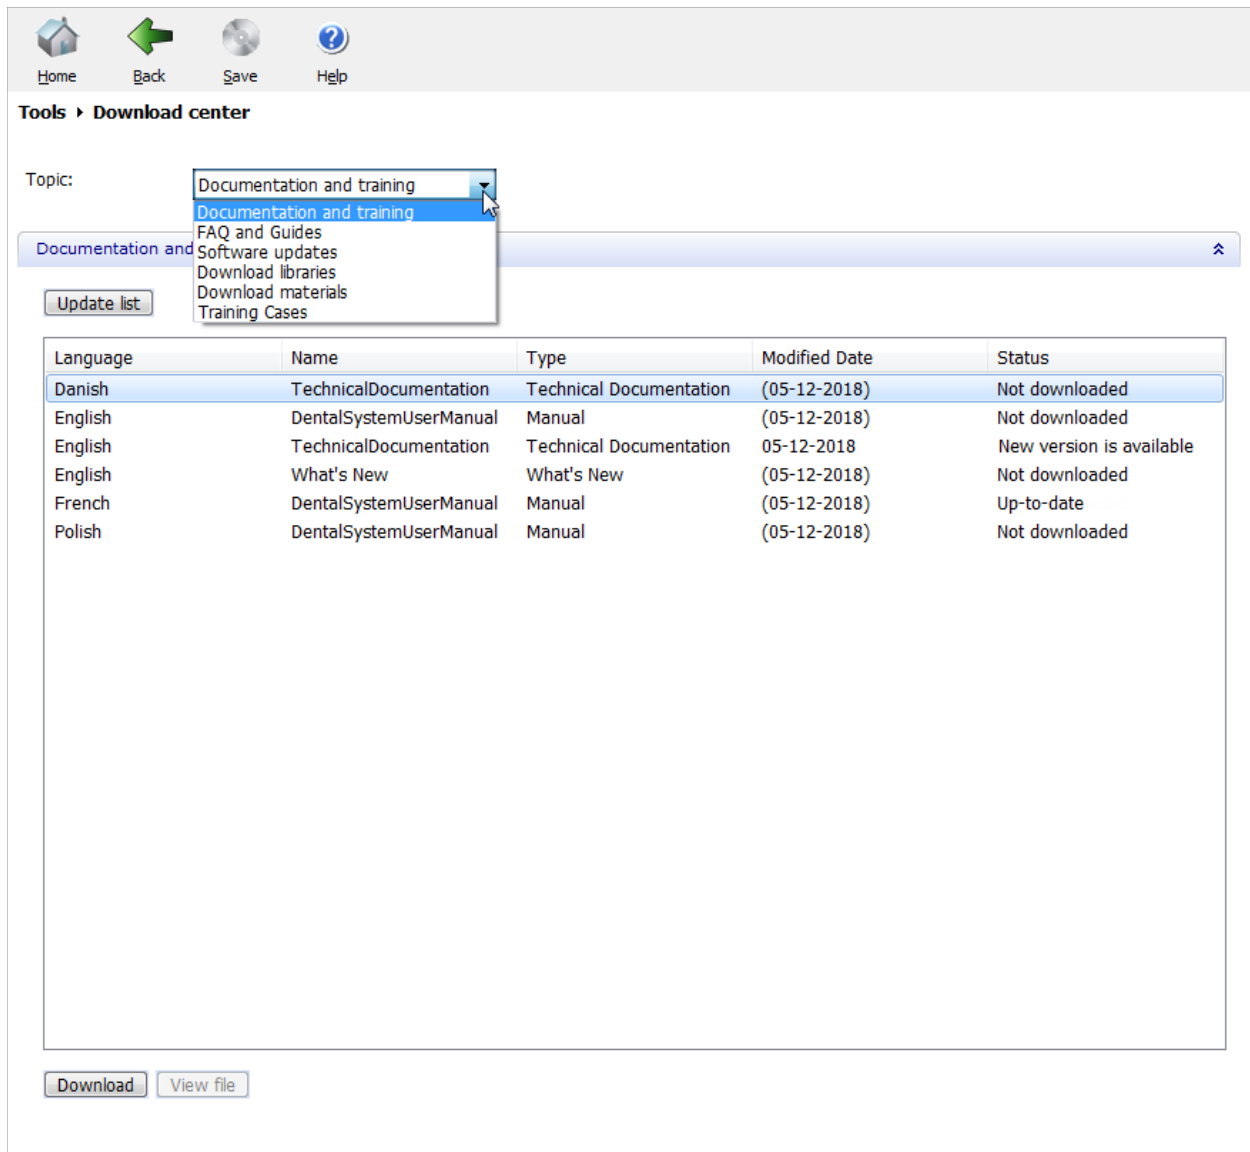 Home Back Save Help
Tools Download center
Topic: Documentation and training
Documentation and training
FAQ and Guides
Documentation and
Software updates
Download libraries
Download materials
Training Cases
Update list
Language Name Type Modified Date Status
Danish TechnicalDocumentation Technical Documentation (05-12-2018) Not downloaded
English DentalSystemUserManual Manual (05-12-2018) Not downloaded
English TechnicalDocumentation Technical Documentation 05-12-2018 New version is available
English What's New What's New (05-12-2018) Not downloaded
French DentalSystemUserManual Manual (05-12-2018) Up-to-date
Polish DentalSystemUserManual Manual (05-12-2018) Not downloaded
Download View file